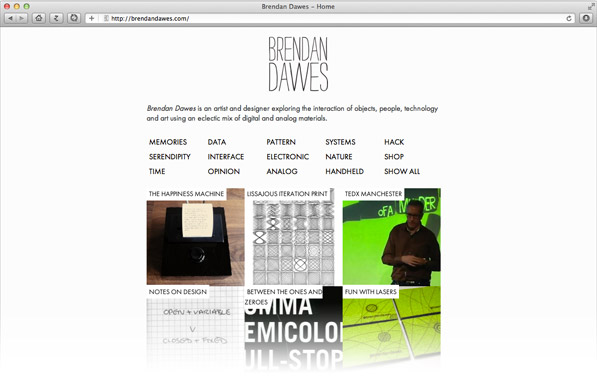 Brendan Dawes – Home
http://brendandawes.com/
BRENDAN
DAWES
Brendan Dawes is an artist and designer exploring the interaction of objects, people, technology
and art using an eclectic mix of digital and analog materials.
MEMORIES DATA PATTERN SYSTEMS HACK
SERENDIPITY INTERFACE ELECTRONIC NATURE SHOP
TIME OPINION ANALOG HANDHELD SHOW ALL
THE HAPPINESS MACHINE LISSAJOUS ITERATION PRINT TEDX MANCHESTER
OF A MURDER
NOTES ON DESIGN BETWEEN THE ONES AND FUN WITH LASERS
ZEROES
OPEN + VARIABLE
CLOSED + FIXED
OMMA
EMICOLO
ULL-STOP